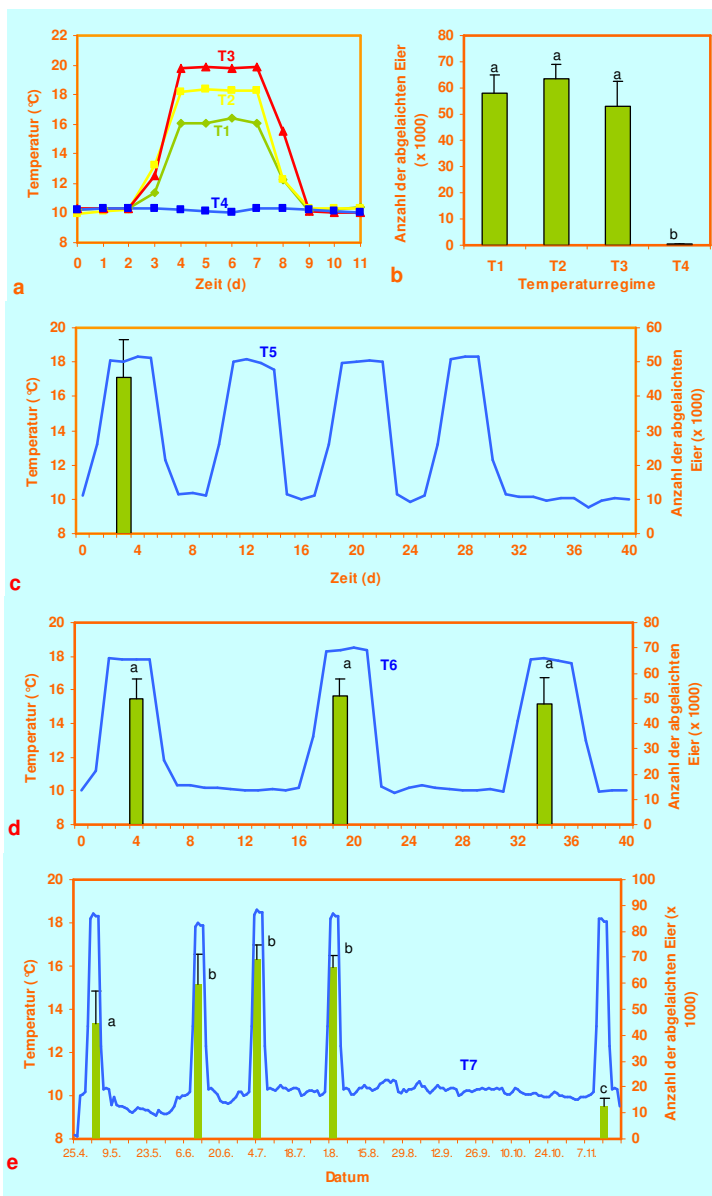 22
20
18
16
14
12
10
8
Temperatur (°C)
T3
T2
T1
T4
0 1 2 3 4 5 6 7 8 9 10 11
Zeit (d)
a
80
70
60
50
40
30
20
10
0
Anzahl der abgelaichten Eier
(x 1000)
a
a
a
b
T1 T2 T3 T4
Temperaturregime
b
20
18
16
14
12
10
8
Temperatur (°C)
T5
60
50
40
30
20
10
0
Anzahl der abgelaichten
Eier (x 1000)
0 4 8 12 16 20 24 28 32 36 40
Zeit (d)
c
20
18
16
14
12
10
8
Temperatur (°C)
a
a
T6
a
80
70
60
50
40
30
20
10
0
Anzahl der abgelaichten
Eier (x 1000)
0 4 8 12 16 20 24 28 32 36 40
d
20
18
16
14
12
10
8
Temperatur (°C)
a
b
b
b
T7
c
100
90
80
70
60
50
40
30
20
10
0
Anzahl der abgelaichten Eier (x
1000)
25.4. 9.5. 23.5. 6.6. 20.6. 4.7. 18.7. 1.8. 15.8. 29.8. 12.9. 26.9. 10.10. 24.10. 7.11.
Datum
e